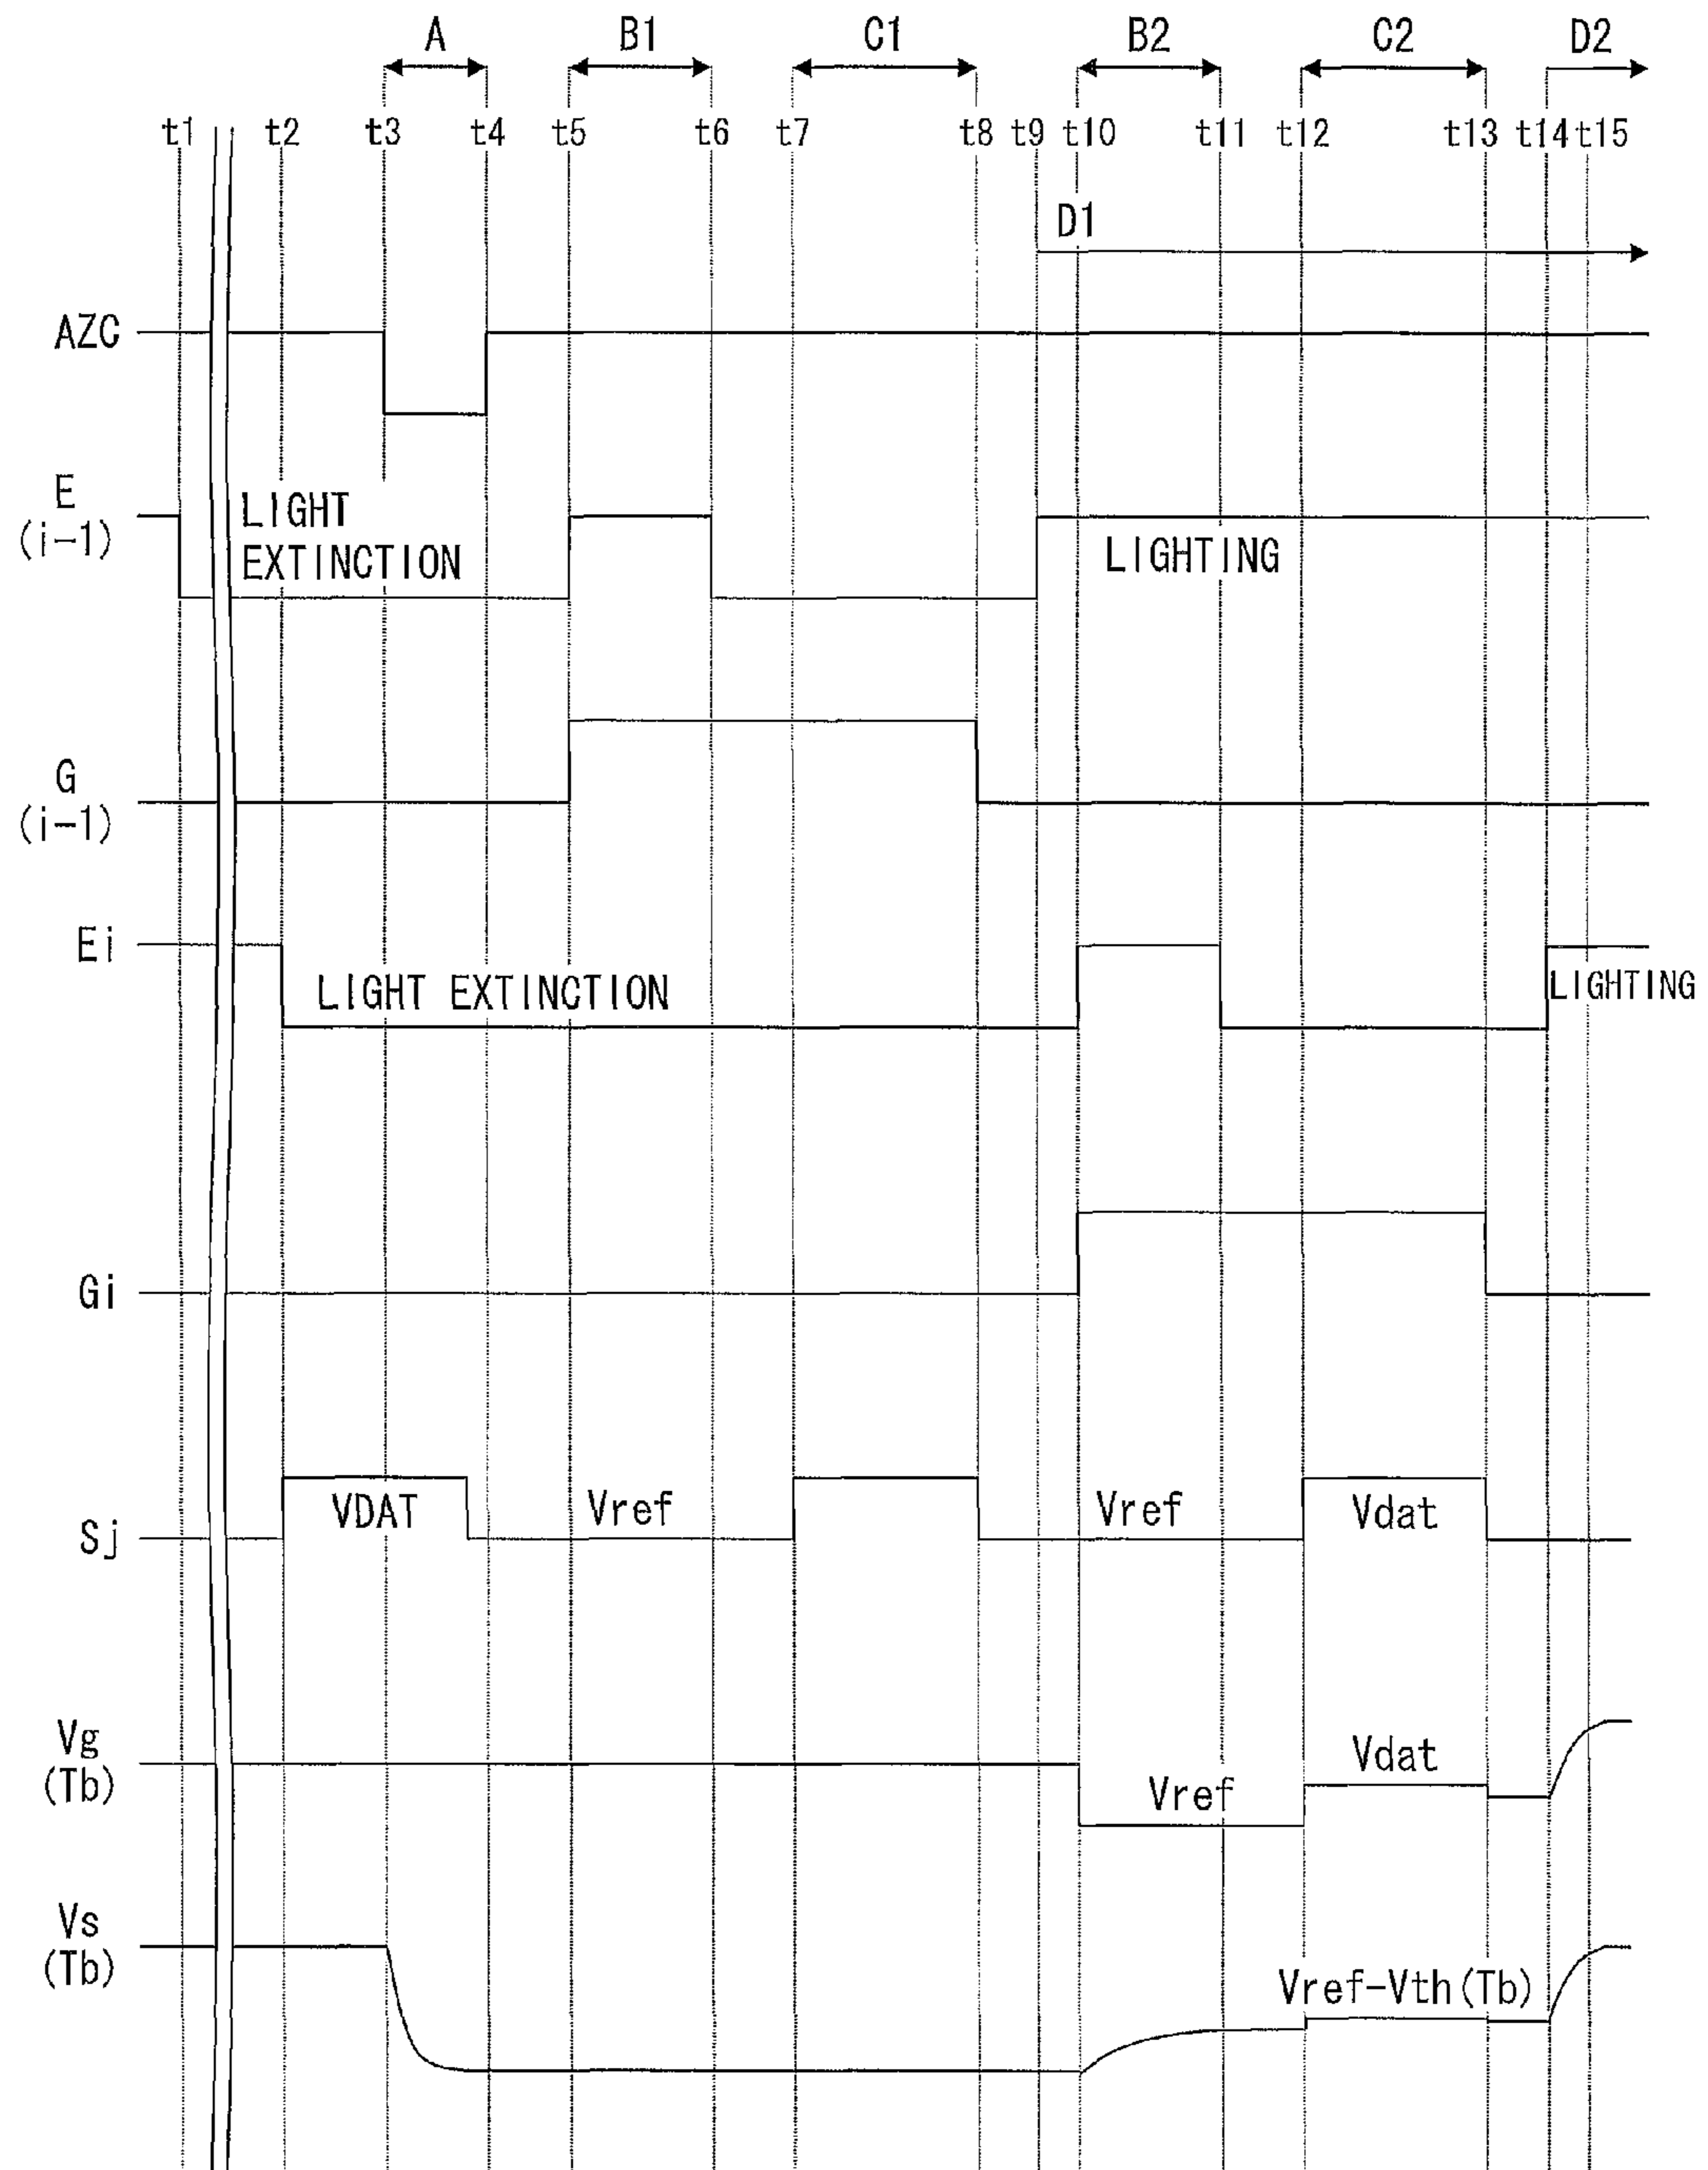 A B1 C1 B2 C2 D2
t1 t2 t3 t4 t5 t6 t7 t8 t9 t10 t11 t12 t13 t14 t15
D1
AZC
E
(i-1)
LIGHT
EXTINCTION
LIGHTING
G
(i-1)
Ei
LIGHT EXTINCTION
LIGHTING
Gi
Sj
VDAT
Vref
Vref
Vdat
Vg
(Tb)
Vref
Vdat
Vs
(Tb)
Vref-Vth(Tb)